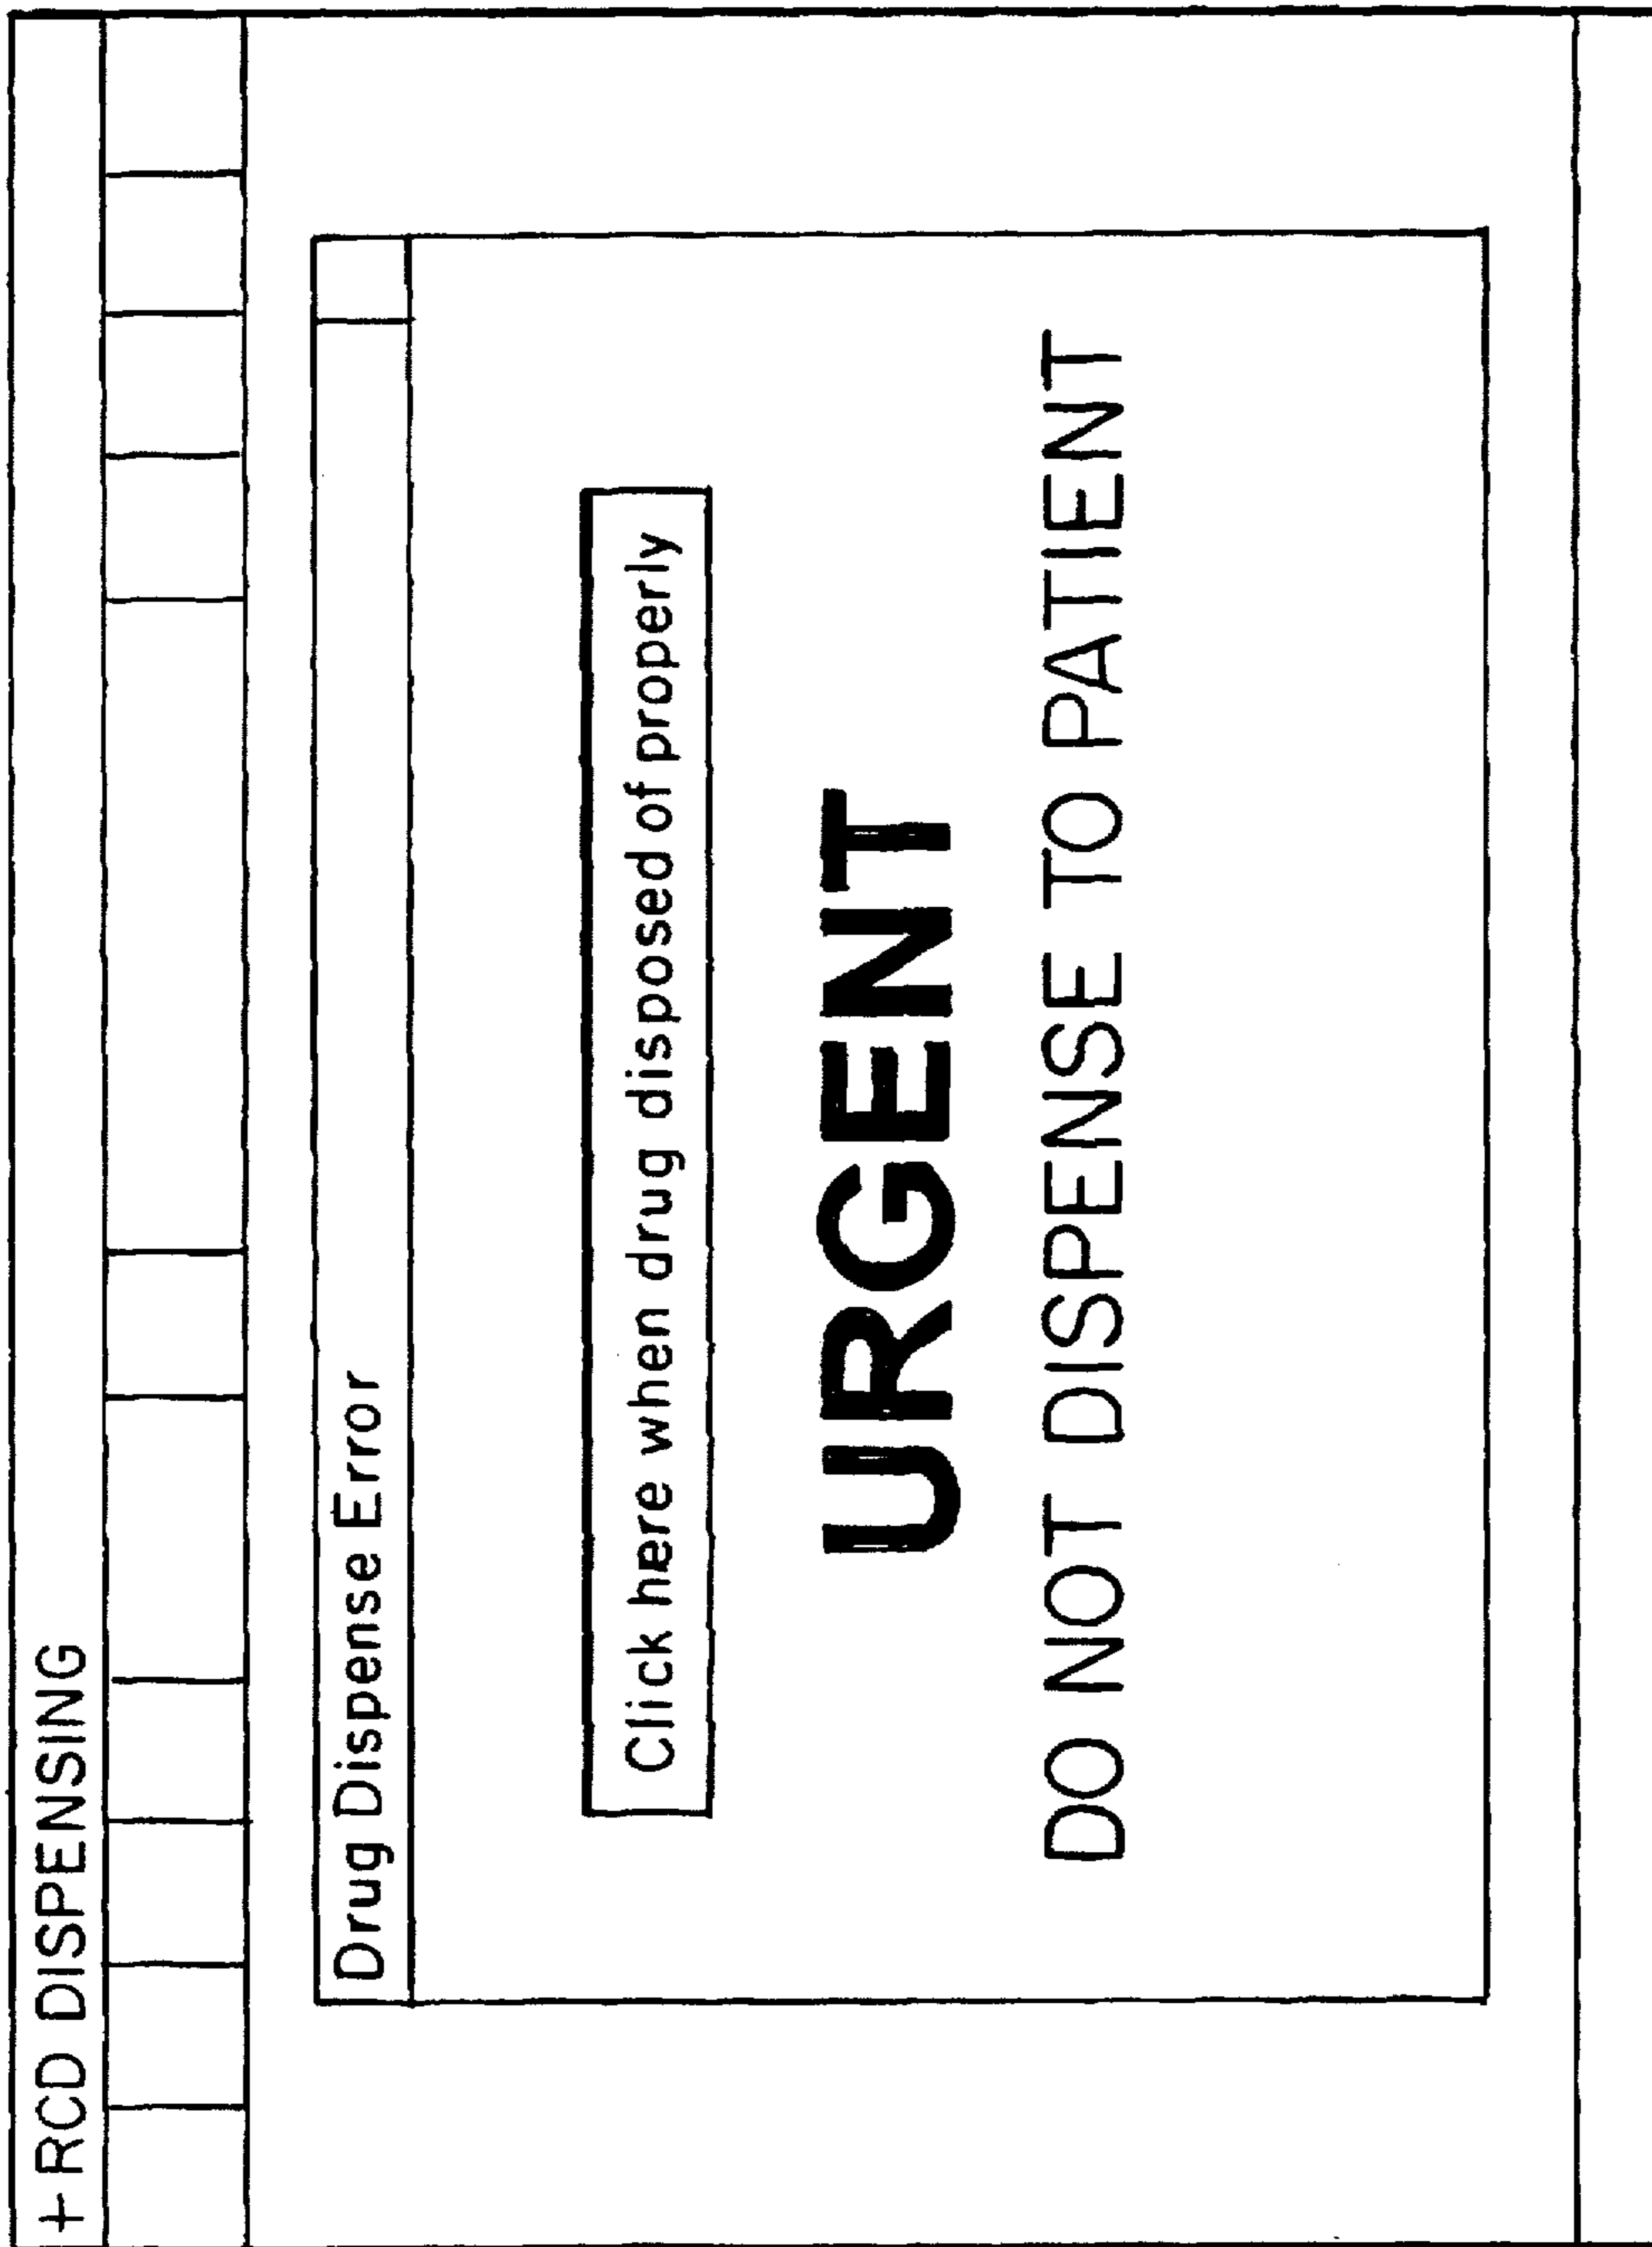 + RCD DISPENSING
Drug Dispense Error
Click here when drug disposed of properly
URGENT
DO NOT DISPENSE TO PATIENT